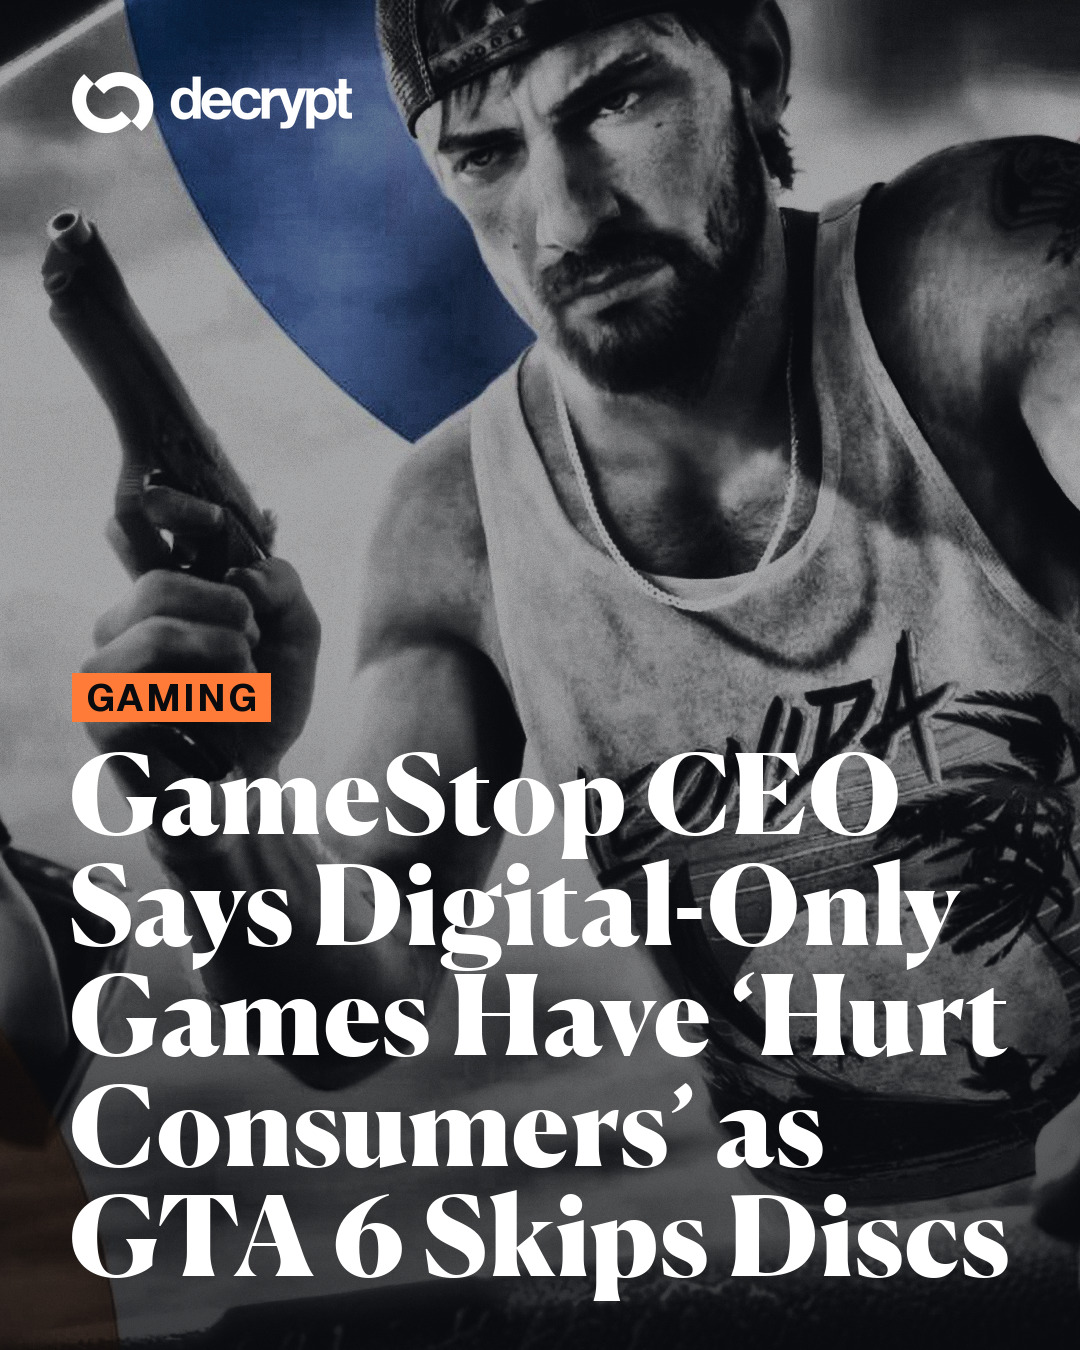 decrypt
GAMING
GameStop CEO
Says Digital-Only
Games Have ‘Hurt
Consumers’ as
GTA 6 Skips Discs